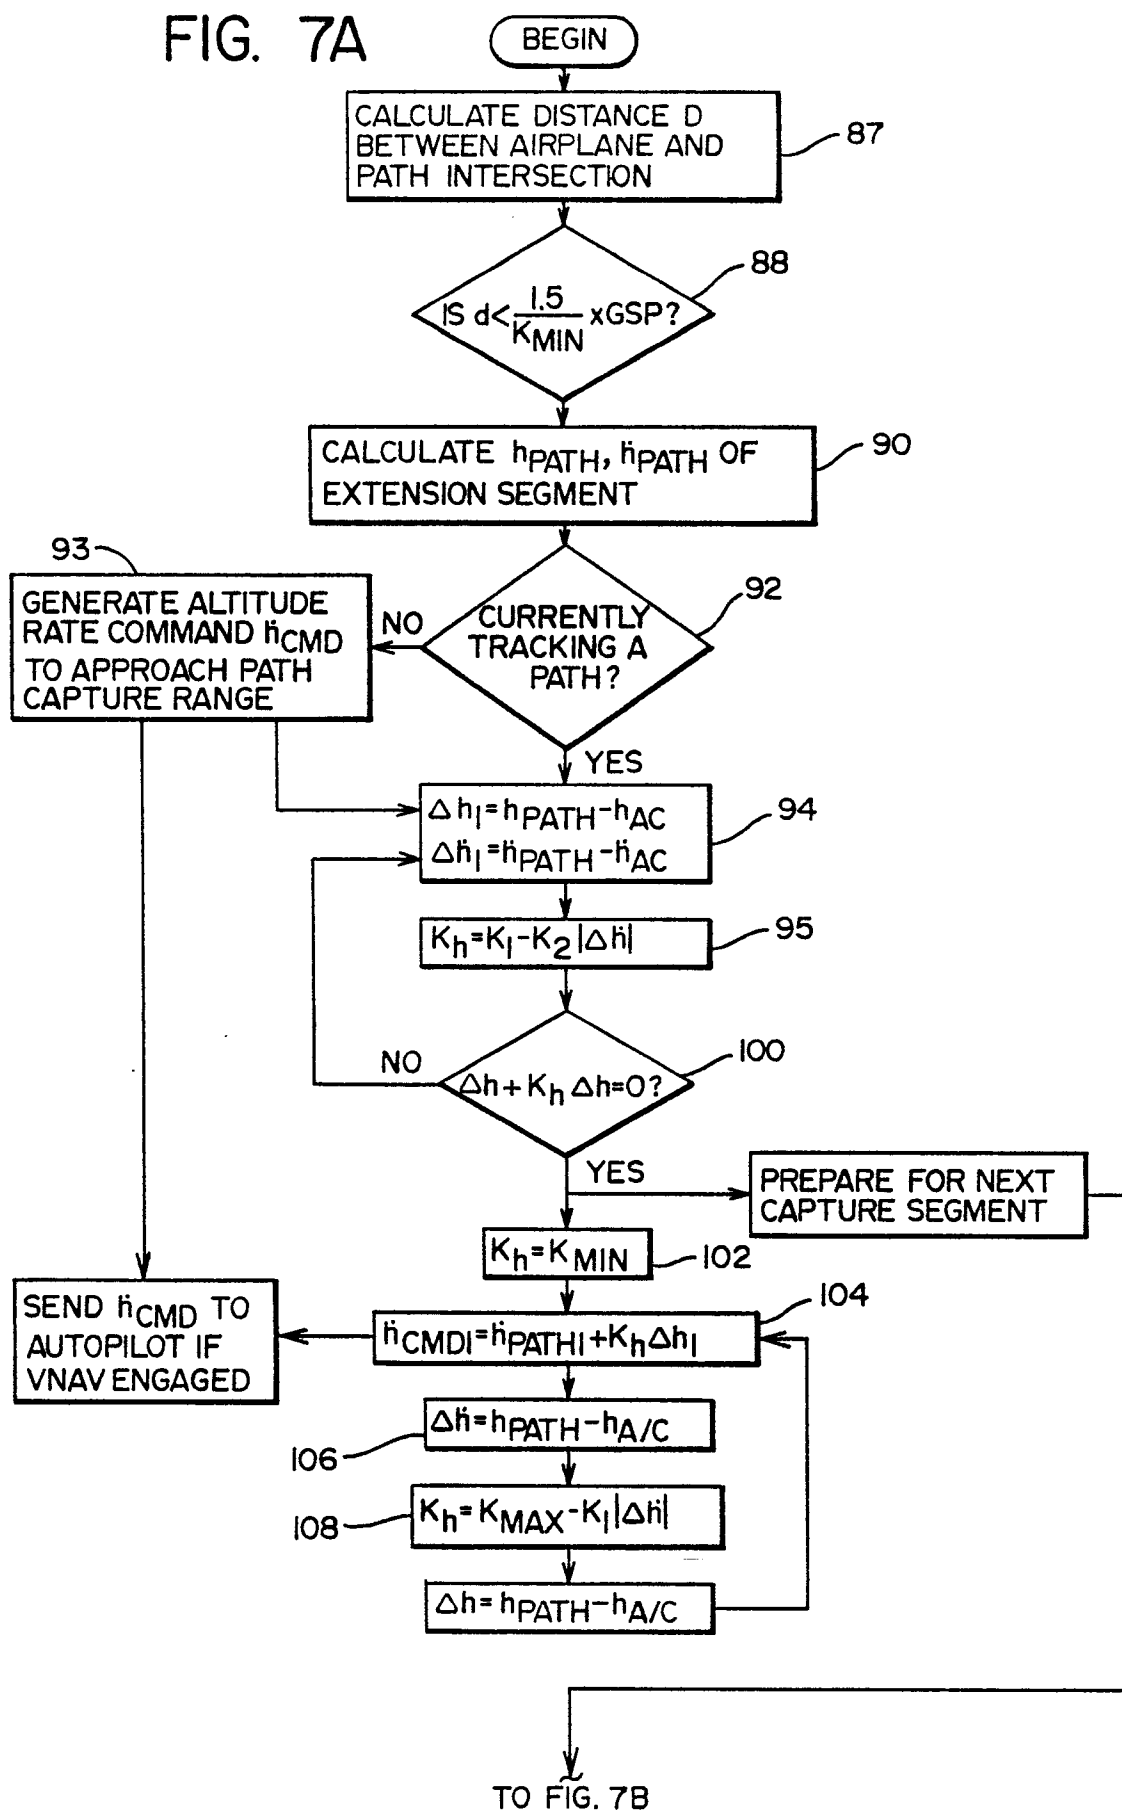 FIG. 7A
BEGIN
CALCULATE DISTANCE D
BETWEEN AIRPLANE AND
PATH INTERSECTION
87
88
IS d< 1.5/KMIN xGSP?
CALCULATE hPATH, ḣPATH OF
EXTENSION SEGMENT
90
93
GENERATE ALTITUDE
RATE COMMAND ḣCMD
TO APPROACH PATH
CAPTURE RANGE
NO
CURRENTLY
TRACKING A
PATH?
92
YES
Δh1=hPATH-hAC
Δḣ1=ḣPATH-ḣAC
94
Kh=K1-K2|Δḣ|
95
NO
Δh+Kh Δh=0?
100
YES
PREPARE FOR NEXT
CAPTURE SEGMENT
Kh=KMIN
102
104
SEND ḣCMD TO
AUTOPILOT IF
VNAV ENGAGED
ḣCMD1=ḣPATH1+KhΔh1
Δḣ=hPATH-hA/C
106
Kh=KMAX-K1|Δḣ|
108
Δh=hPATH-hA/C
TO FIG. 7B